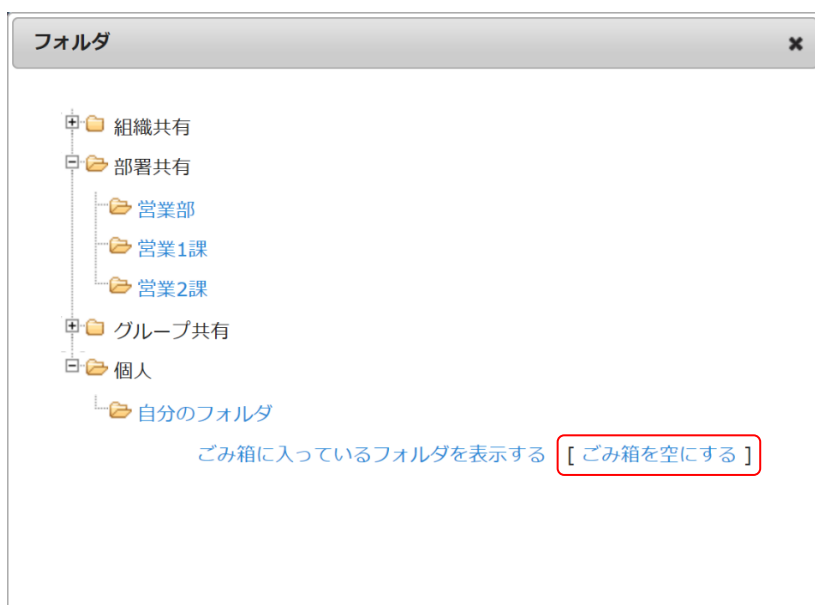 フォルダ
組織共有
部署共有
営業部
営業1課
営業2課
グループ共有
個人
自分のフォルダ
ごみ箱に入っているフォルダを表示する [ ごみ箱を空にする ]